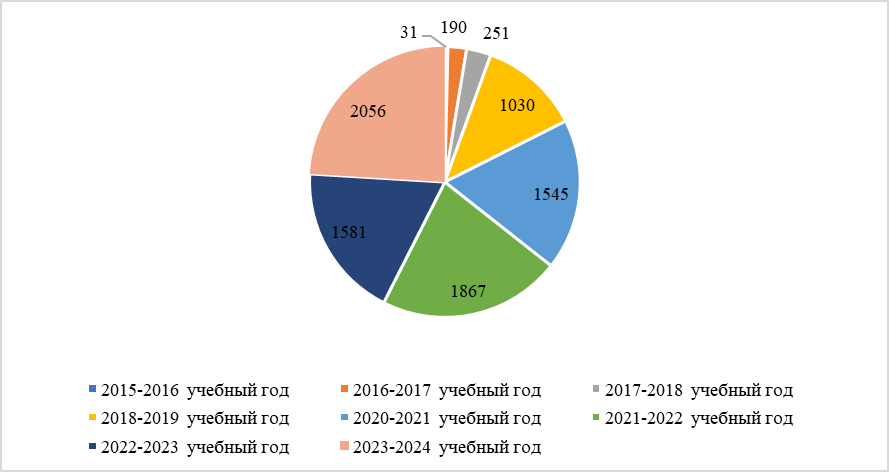 31
190
251
1030
2056
1545
1581
1867
2015-2016 учебный год
2016-2017 учебный год
2017-2018 учебный год
2018-2019 учебный год
2020-2021 учебный год
2021-2022 учебный год
2022-2023 учебный год
2023-2024 учебный год